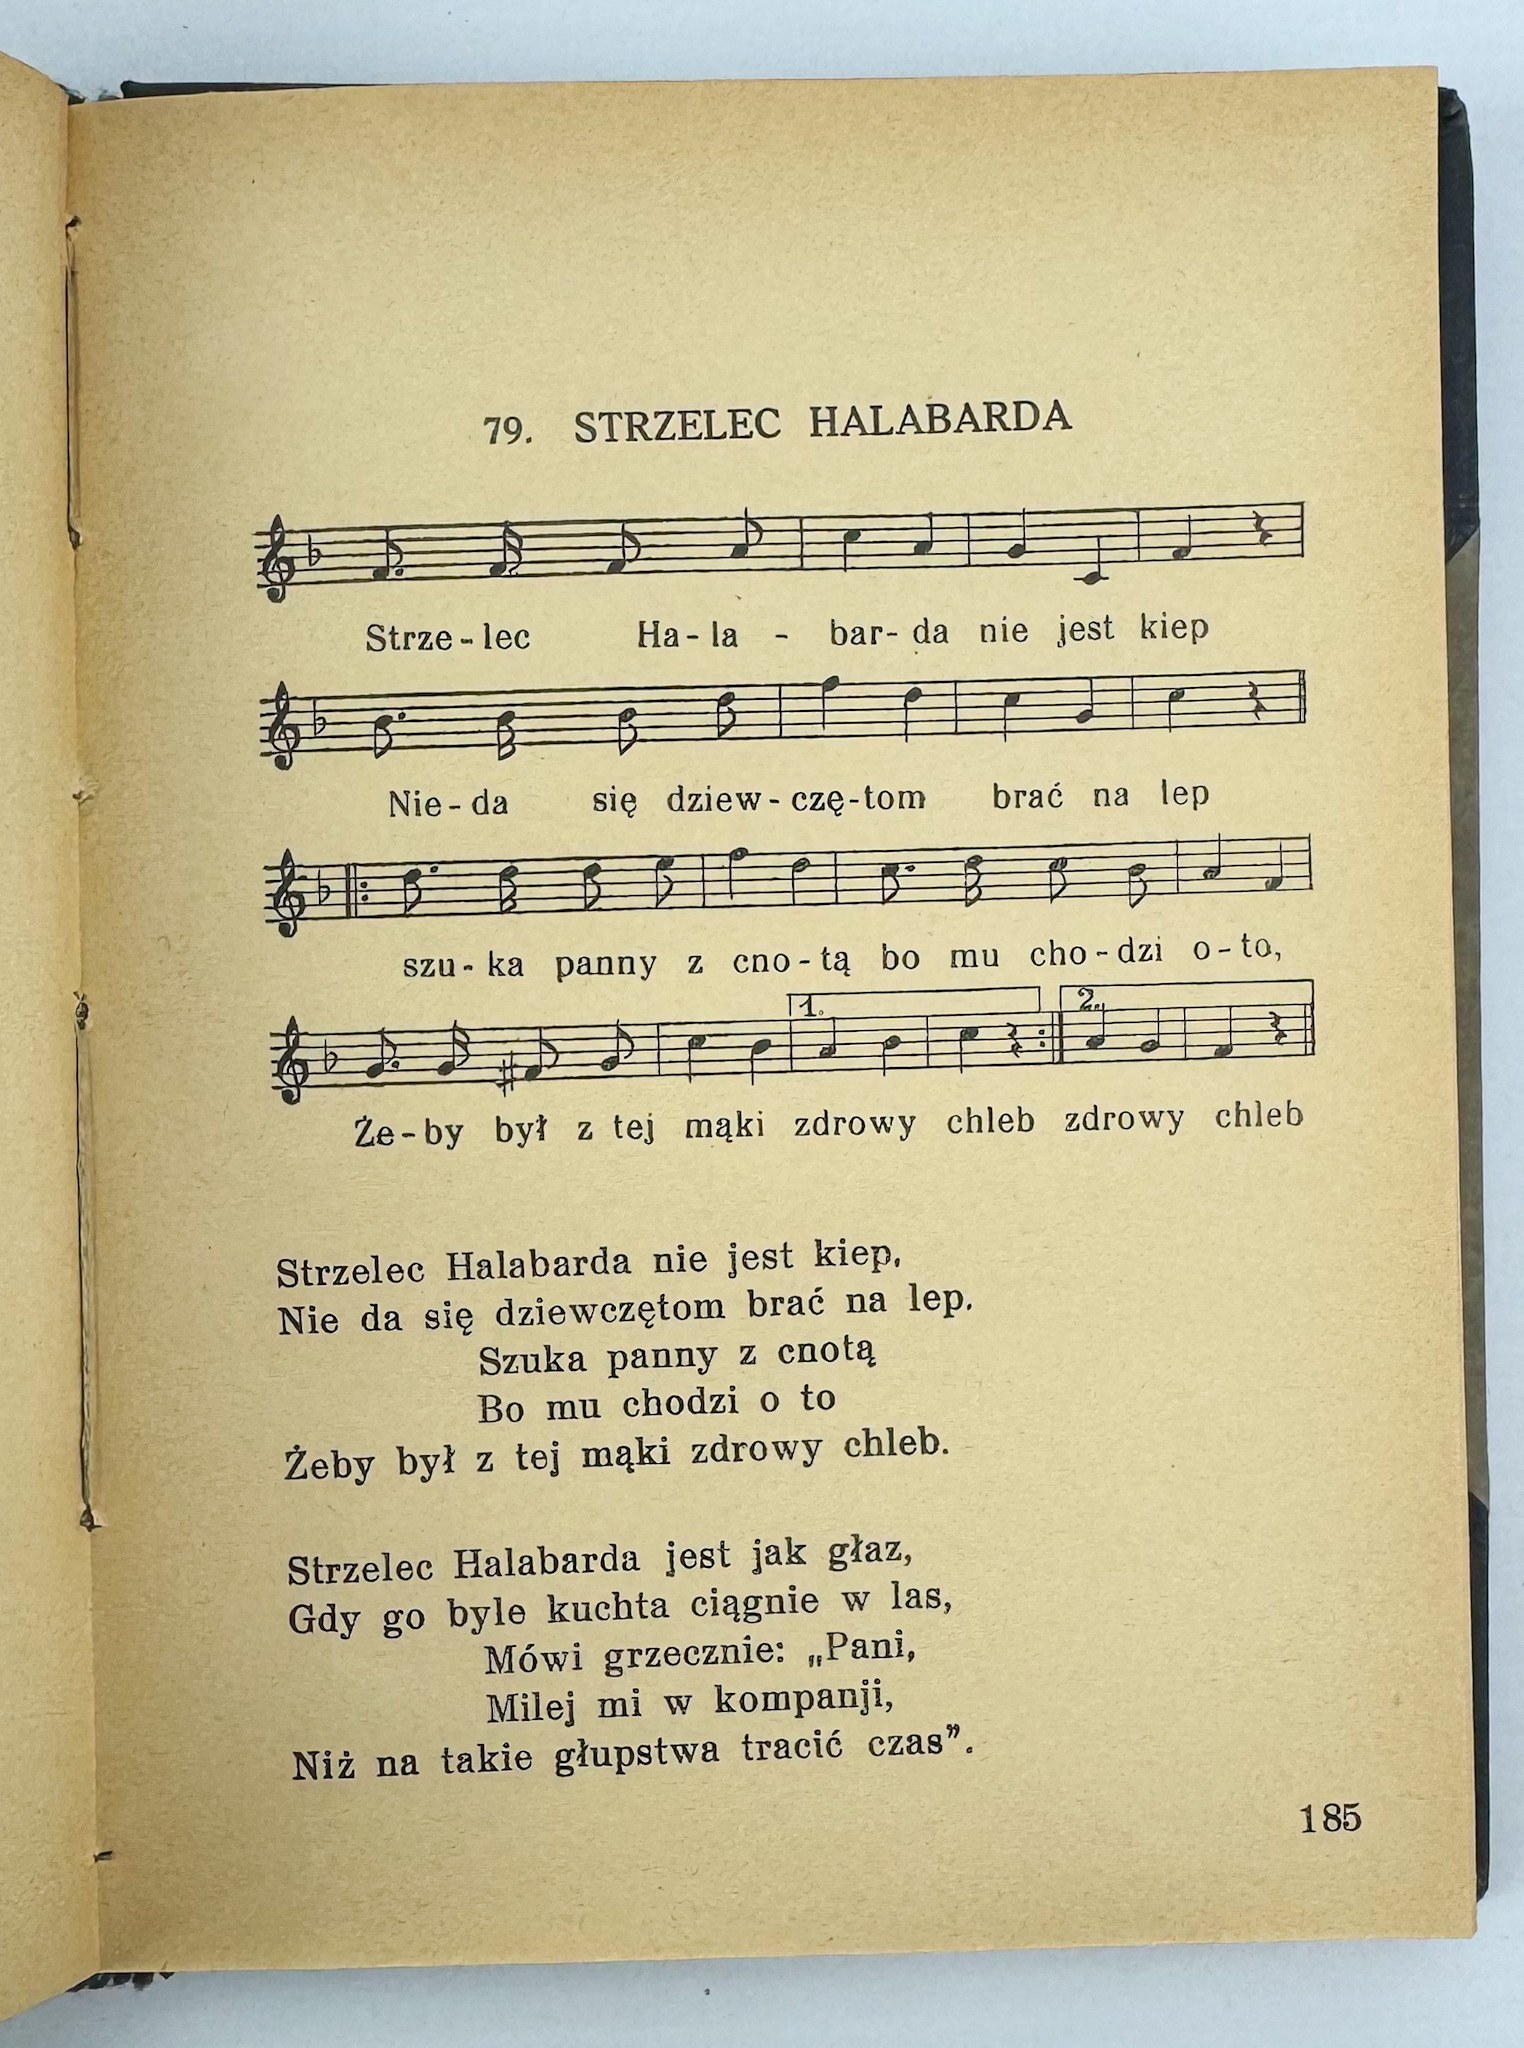 79. STRZELEC HALABARDA
Strze-lec Ha-la - bar-da nie jest kiep
Nie-da się dziew-czę-tom brać na lep
szu-ka panny z cno-tą bo mu cho-dzi o-to,
1. 2.
Że-by był z tej mąki zdrowy chleb zdrowy chleb
Strzelec Halabarda nie jest kiep,
Nie da się dziewczętom brać na lep.
Szuka panny z cnotą
Bo mu chodzi o to
Żeby był z tej mąki zdrowy chleb.
Strzelec Halabarda jest jak głaz,
Gdy go byle kuchta ciągnie w las,
Mówi grzecznie: „Pani,
Milej mi w kompanji,
Niż na takie głupstwa tracić czas”.
185